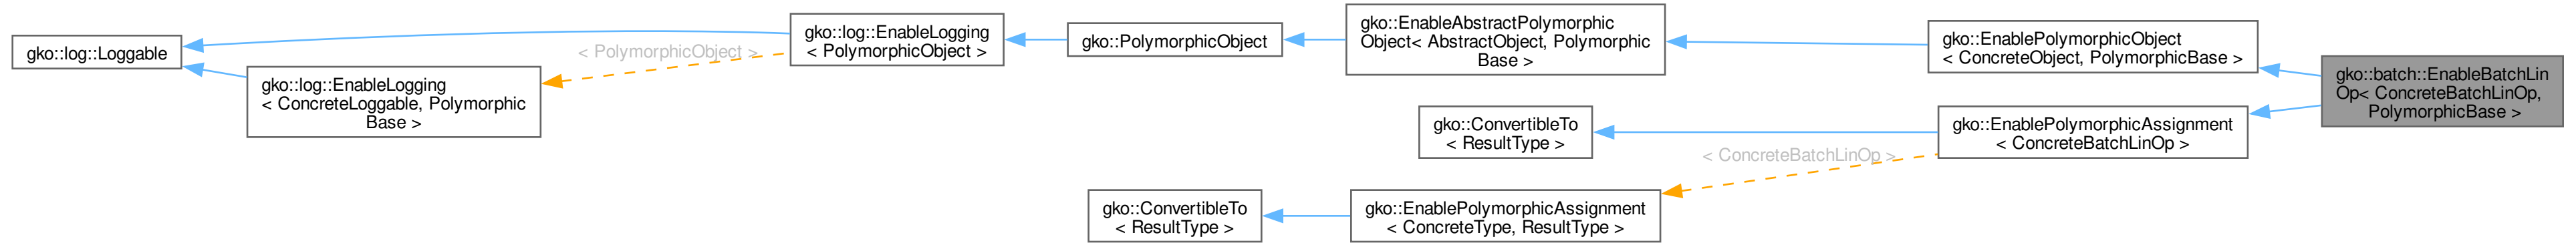 gko::log::Loggable
gko::log::EnableLogging
< ConcreteLoggable, Polymorphic
Base >
< PolymorphicObject >
gko::log::EnableLogging
< PolymorphicObject >
gko::PolymorphicObject
gko::EnableAbstractPolymorphic
Object< AbstractObject, Polymorphic
Base >
gko::EnablePolymorphicObject
< ConcreteObject, PolymorphicBase >
gko::batch::EnableBatchLin
Op< ConcreteBatchLinOp,
PolymorphicBase >
gko::ConvertibleTo
< ResultType >
gko::EnablePolymorphicAssignment
< ConcreteBatchLinOp >
< ConcreteBatchLinOp >
gko::ConvertibleTo
< ResultType >
gko::EnablePolymorphicAssignment
< ConcreteType, ResultType >